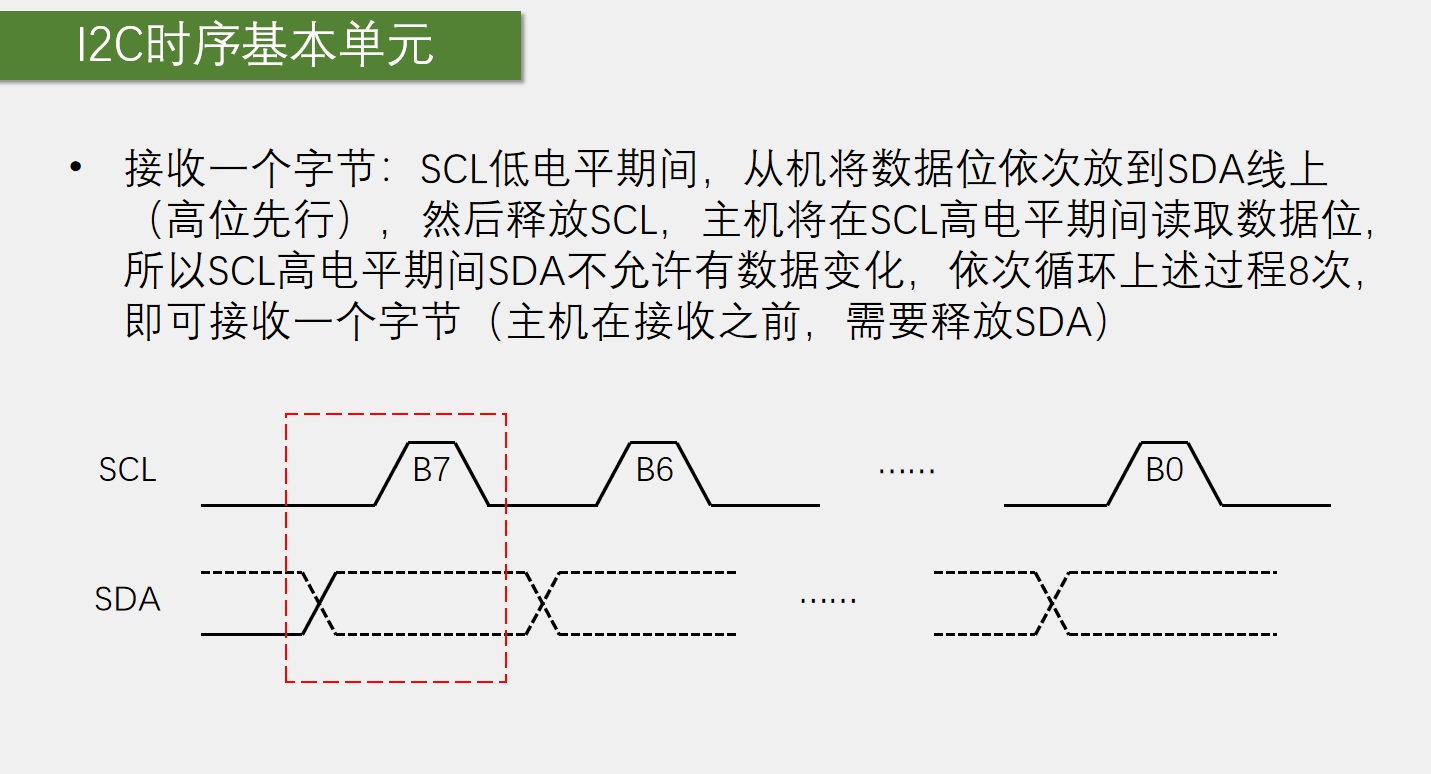 I2C时序基本单元
• 接收一个字节：SCL低电平期间，从机将数据位依次放到SDA线上
（高位先行），然后释放SCL，主机将在SCL高电平期间读取数据位，
所以SCL高电平期间SDA不允许有数据变化，依次循环上述过程8次，
即可接收一个字节（主机在接收之前，需要释放SDA）
SCL B7 B6 …… B0
SDA ……